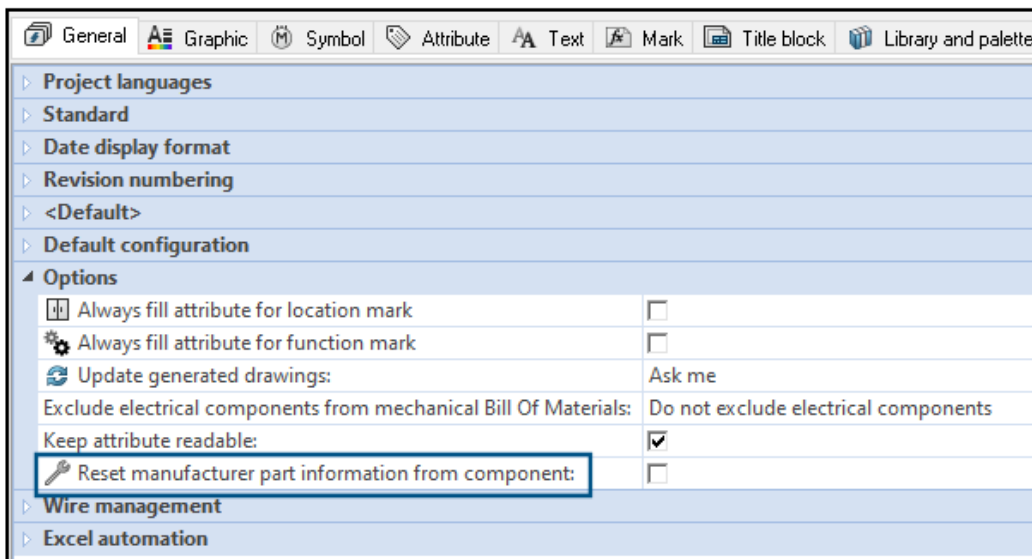 General Graphic Symbol Attribute Text Mark Title block Library and palette
Project languages
Standard
Date display format
Revision numbering
<Default>
Default configuration
Options
Always fill attribute for location mark
Always fill attribute for function mark
Update generated drawings: Ask me
Exclude electrical components from mechanical Bill Of Materials: Do not exclude electrical components
Keep attribute readable:
Reset manufacturer part information from component:
Wire management
Excel automation